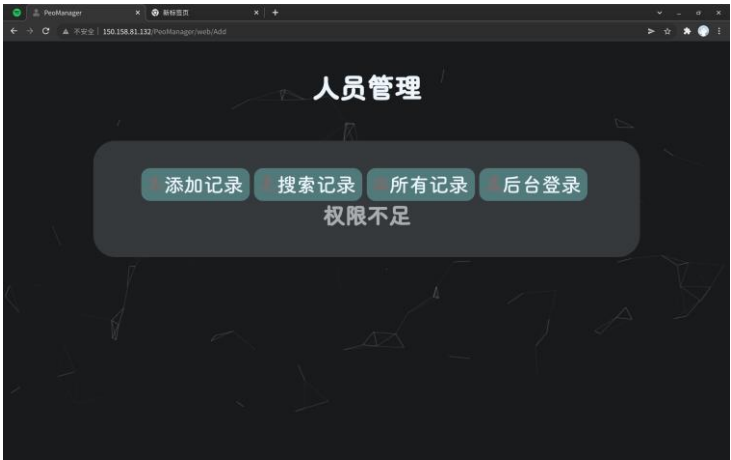 PeoManager
新标签页
不安全 150.158.81.132/PeoManager/web/Add
人员管理
添加记录 搜索记录 所有记录 后台登录
权限不足